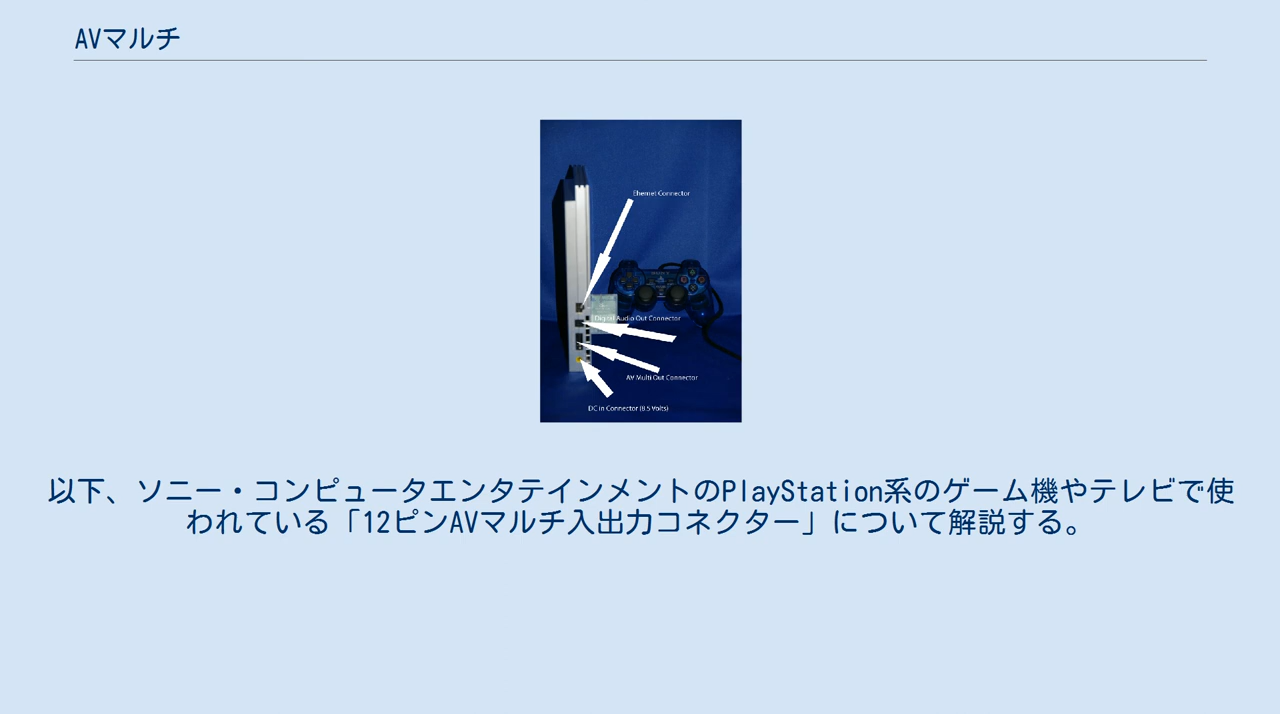 AVマルチ
Ehernet Connector
Digital Audio Out Connector
AV Multi Out Connector
DC in Connector (8.5 Volts)
以下、ソニー・コンピュータエンタテインメントのPlayStation系のゲーム機やテレビで使
われている「12ピンAVマルチ入出力コネクター」について解説する。